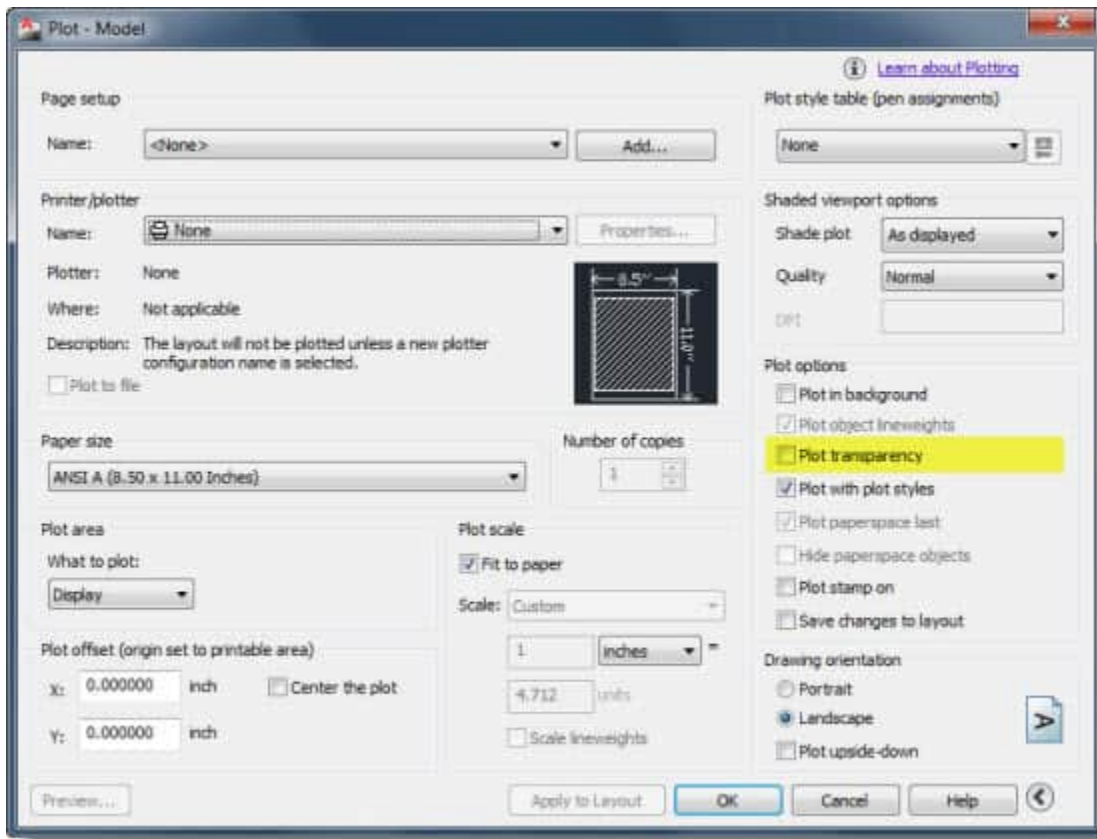 Plot - Model
Learn about Plotting
Page setup
Name: <None> Add...
Plot style table (pen assignments)
None
Printer/plotter
Name: None Properties...
Plotter: None
Where: Not applicable
Description: The layout will not be plotted unless a new plotter
configuration name is selected.
Plot to file
8.5"
11.0"
Shaded viewport options
Shade plot As displayed
Quality Normal
DPI
Paper size
ANSI A (8.50 x 11.00 Inches)
Number of copies
1
Plot options
Plot in background
Plot object lineweights
Plot transparency
Plot with plot styles
Plot paperspace last
Hide paperspace objects
Plot stamp on
Save changes to layout
Plot area
What to plot:
Display
Plot scale
Fit to paper
Scale: Custom
1 inches =
4.712 units
Scale lineweights
Plot offset (origin set to printable area)
X: 0.000000 inch Center the plot
Y: 0.000000 inch
Drawing orientation
Portrait
Landscape
Plot upside-down
A
Preview... Apply to Layout OK Cancel Help